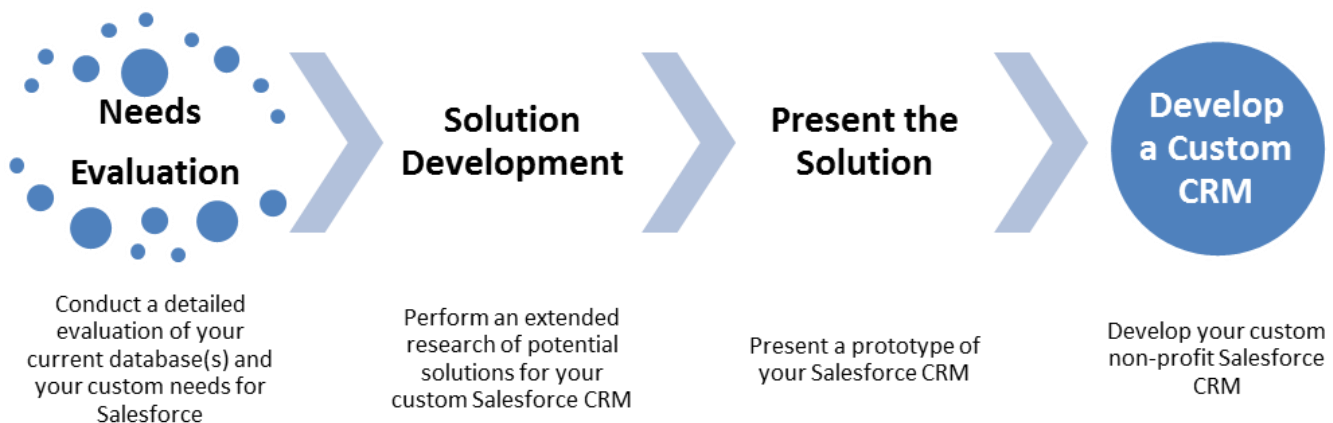 Needs
Evaluation
Solution
Development
Present the
Solution
Develop
a Custom
CRM
Conduct a detailed
evaluation of your
current database(s) and
your custom needs for
Salesforce
Perform an extended
research of potential
solutions for your
custom Salesforce CRM
Present a prototype of
your Salesforce CRM
Develop your custom
non-profit Salesforce
CRM